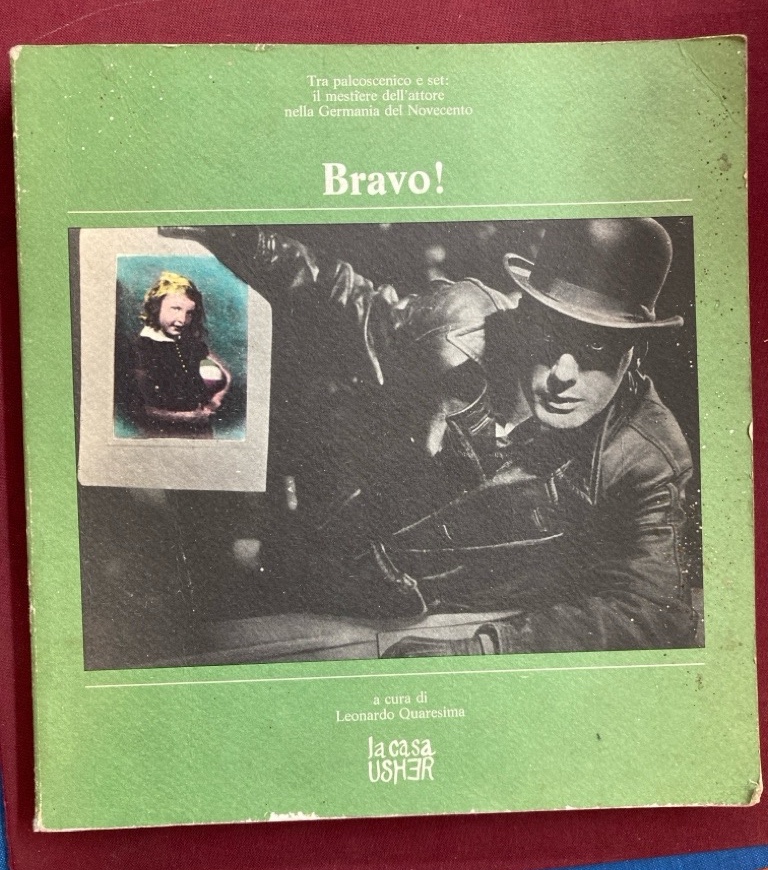 Tra palcoscenico e set:
il mestiere dell'attore
nella Germania del Novecento
Bravo!
a cura di
Leonardo Quaresima
la casa
USHER